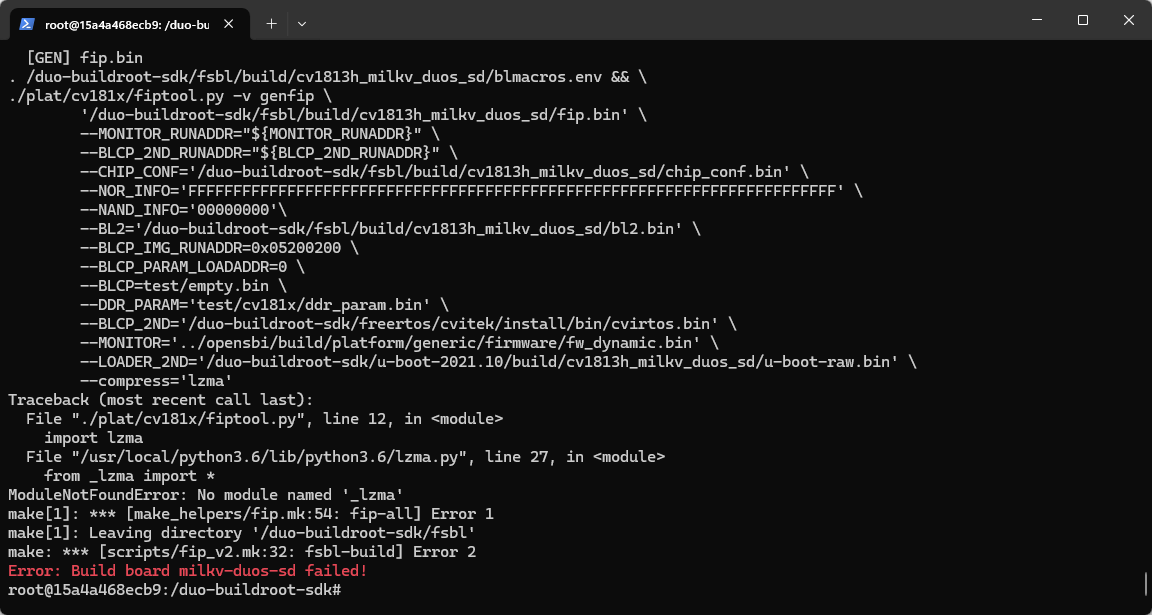 root@15a4a468ecb9: /duo-bu
[GEN] fip.bin
. /duo-buildroot-sdk/fsbl/build/cv1813h_milkv_duos_sd/blmacros.env && \
./plat/cv181x/fiptool.py -v genfip \
'/duo-buildroot-sdk/fsbl/build/cv1813h_milkv_duos_sd/fip.bin' \
--MONITOR_RUNADDR="${MONITOR_RUNADDR}" \
--BLCP_2ND_RUNADDR="${BLCP_2ND_RUNADDR}" \
--CHIP_CONF='/duo-buildroot-sdk/fsbl/build/cv1813h_milkv_duos_sd/chip_conf.bin' \
--NOR_INFO='FFFFFFFFFFFFFFFFFFFFFFFFFFFFFFFFFFFFFFFFFFFFFFFFFFFFFFFFFFFFFFFFFFFFFFFF' \
--NAND_INFO='00000000'\
--BL2='/duo-buildroot-sdk/fsbl/build/cv1813h_milkv_duos_sd/bl2.bin' \
--BLCP_IMG_RUNADDR=0x05200200 \
--BLCP_PARAM_LOADADDR=0 \
--BLCP=test/empty.bin \
--DDR_PARAM='test/cv181x/ddr_param.bin' \
--BLCP_2ND='/duo-buildroot-sdk/freertos/cvitek/install/bin/cvirtos.bin' \
--MONITOR='../opensbi/build/platform/generic/firmware/fw_dynamic.bin' \
--LOADER_2ND='/duo-buildroot-sdk/u-boot-2021.10/build/cv1813h_milkv_duos_sd/u-boot-raw.bin' \
--compress='lzma'
Traceback (most recent call last):
File "./plat/cv181x/fiptool.py", line 12, in <module>
import lzma
File "/usr/local/python3.6/lib/python3.6/lzma.py", line 27, in <module>
from _lzma import *
ModuleNotFoundError: No module named '_lzma'
make[1]: *** [make_helpers/fip.mk:54: fip-all] Error 1
make[1]: Leaving directory '/duo-buildroot-sdk/fsbl'
make: *** [scripts/fip_v2.mk:32: fsbl-build] Error 2
Error: Build board milkv-duos-sd failed!
root@15a4a468ecb9:/duo-buildroot-sdk#